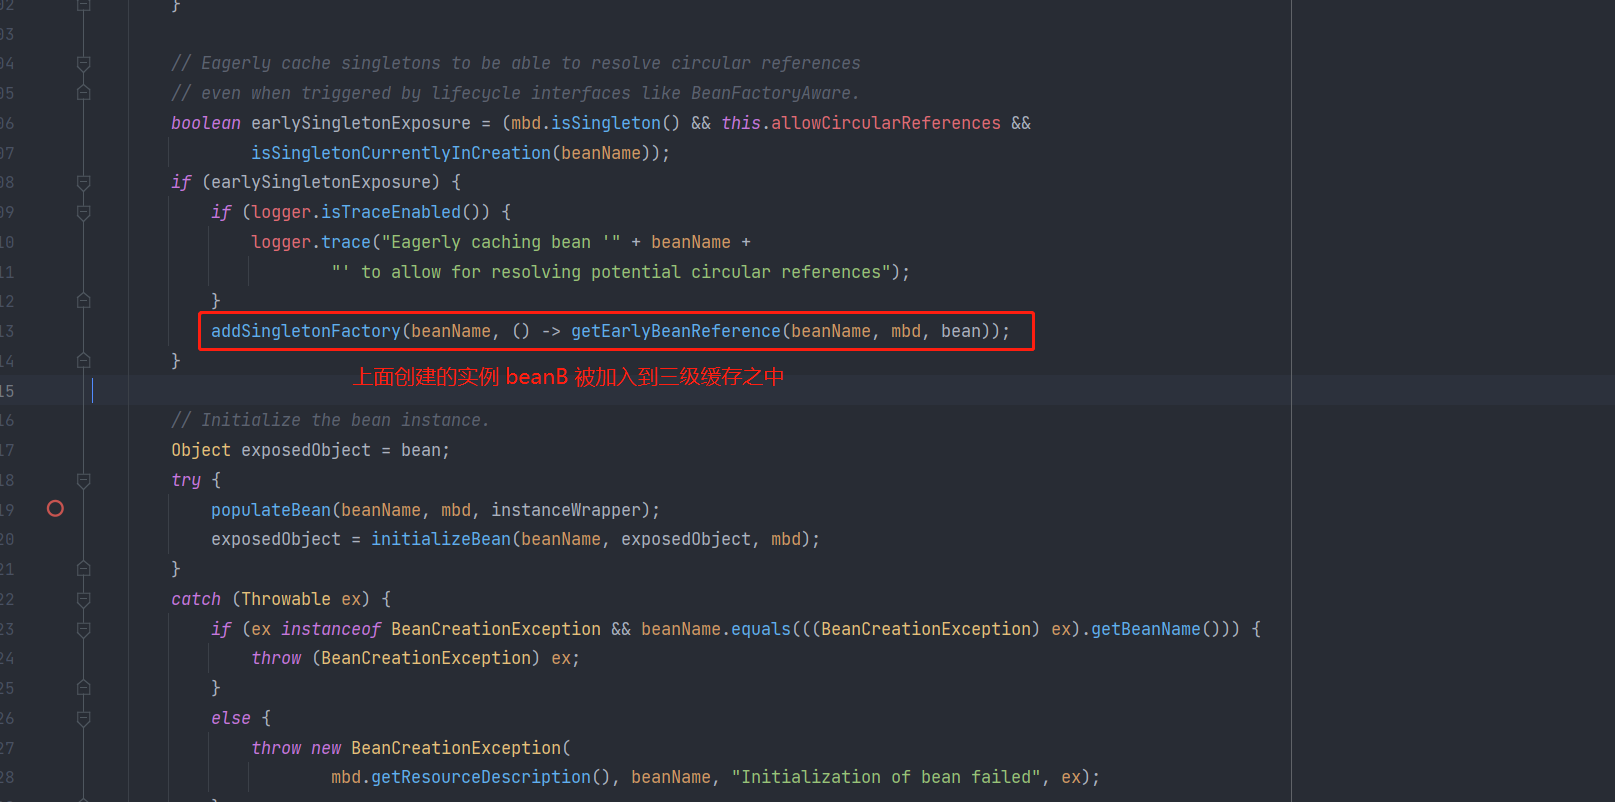 02 }
03
04 // Eagerly cache singletons to be able to resolve circular references
05 // even when triggered by lifecycle interfaces like BeanFactoryAware.
06 boolean earlySingletonExposure = (mbd.isSingleton() && this.allowCircularReferences &&
07 isSingletonCurrentlyInCreation(beanName));
08 if (earlySingletonExposure) {
09 if (logger.isTraceEnabled()) {
10 logger.trace("Eagerly caching bean '" + beanName +
11 "' to allow for resolving potential circular references");
12 }
13 addSingletonFactory(beanName, () -> getEarlyBeanReference(beanName, mbd, bean));
14 }
上面创建的实例 beanB 被加入到三级缓存之中
15
16 // Initialize the bean instance.
17 Object exposedObject = bean;
18 try {
19 populateBean(beanName, mbd, instanceWrapper);
20 exposedObject = initializeBean(beanName, exposedObject, mbd);
21 }
22 catch (Throwable ex) {
23 if (ex instanceof BeanCreationException && beanName.equals(((BeanCreationException) ex).getBeanName())) {
24 throw (BeanCreationException) ex;
25 }
26 else {
27 throw new BeanCreationException(
28 mbd.getResourceDescription(), beanName, "Initialization of bean failed", ex);
}